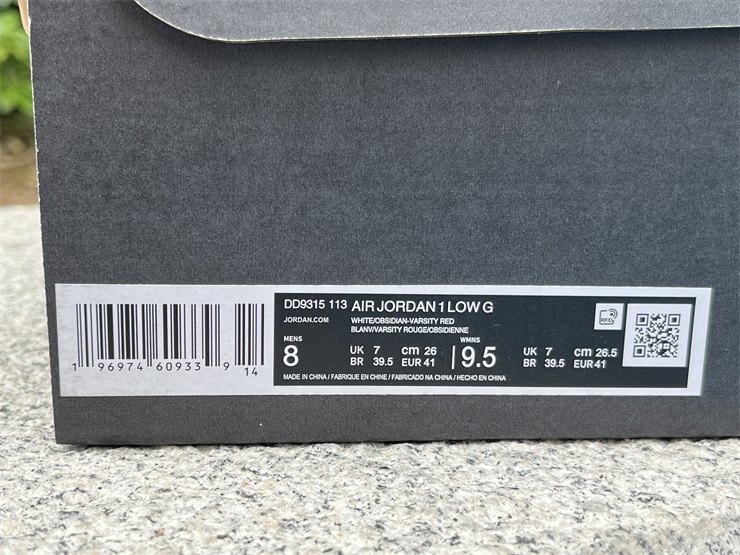 DD9315 113 AIR JORDAN 1 LOW G
JORDAN.COM
WHITE/OBSIDIAN-VARSITY RED
BLANV/VARSITY ROUGE/OBSIDIENNE
RFID
MENS
8
UK 7 cm 26
BR 39.5 EUR 41
WMNS
9.5
UK 7 cm 26.5
BR 39.5 EUR 41
MADE IN CHINA / FABRIQUE EN CHINE / FABRICADO NA CHINA / HECHO EN CHINA
1 96974 60933 9 14